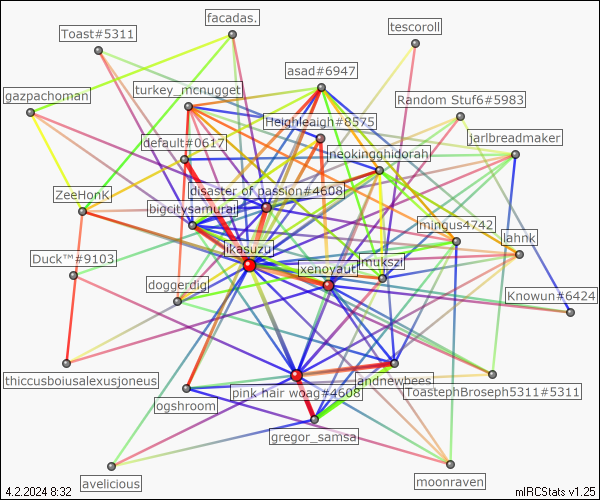 facadas.
Toast#5311
tescoroll
asad#6947
turkey_mcnugget
gazpachoman
Random Stuf6#5983
Heighleaigh#8575
default#0617
jarlbreadmaker
neokingghidorah
disaster of passion#4608
ZeeHonK
bigcitysamurai
mingus4742
ikasuzu
lahnk
Duck™#9103
xenoyaut
mukszi
doggerdig
Knowun#6424
thiccusboiusalexusjoneus
andnewbees
pink hair woag#4608
ToastephBroseph5311#5311
ogshroom
gregor_samsa
avelicious
moonraven
4.2.2024 8:32
mIRCStats v1.25